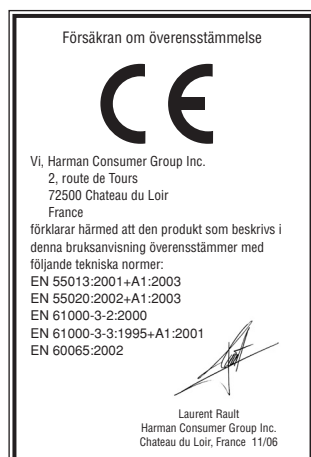 Försäkran om överensstämmelse
CE
Vi, Harman Consumer Group Inc.
2, route de Tours
72500 Chateau du Loir
France
förklarar härmed att den produkt som beskrivs i
denna bruksanvisning överensstämmer med
följande tekniska normer:
EN 55013:2001+A1:2003
EN 55020:2002+A1:2003
EN 61000-3-2:2000
EN 61000-3-3:1995+A1:2001
EN 60065:2002
Laurent Rault
Harman Consumer Group Inc.
Chateau du Loir, France 11/06